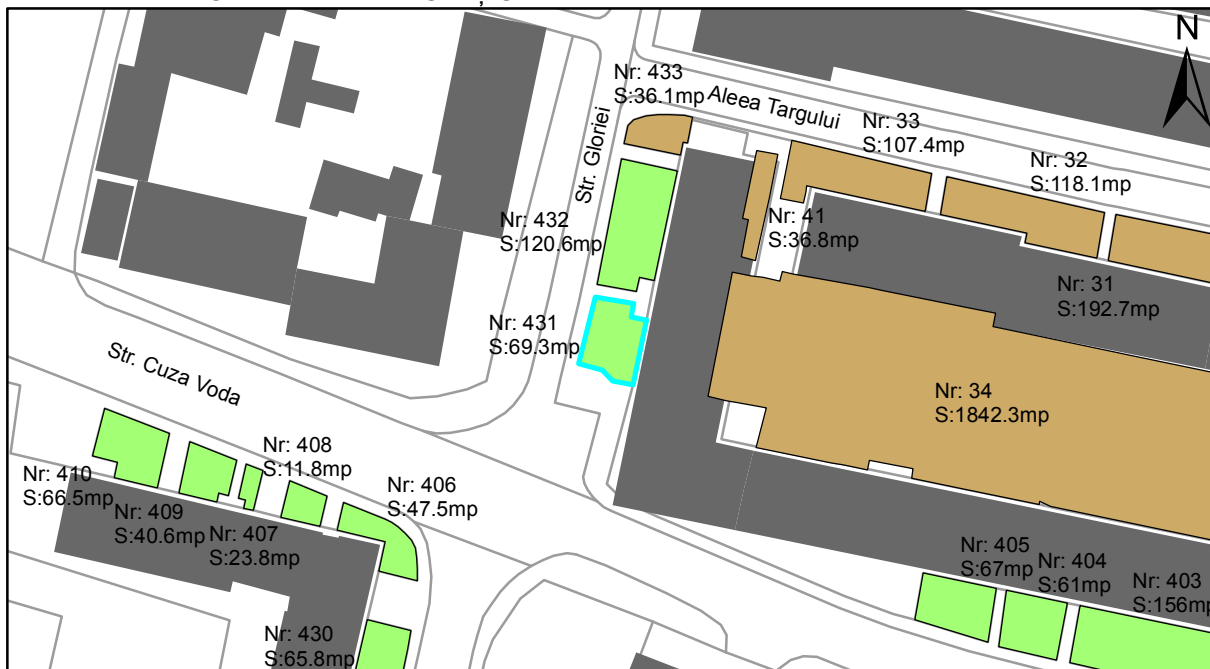 N
Nr: 433
S:36.1mp
Aleea Targului
Nr: 33
S:107.4mp
Nr: 32
S:118.1mp
Str. Gloriei
Nr: 432
S:120.6mp
Nr: 41
S:36.8mp
Nr: 31
S:192.7mp
Nr: 431
S:69.3mp
Str. Cuza Voda
Nr: 34
S:1842.3mp
Nr: 408
S:11.8mp
Nr: 410
S:66.5mp
Nr: 406
S:47.5mp
Nr: 409
S:40.6mp
Nr: 407
S:23.8mp
Nr: 405
S:67mp
Nr: 404
S:61mp
Nr: 403
S:156mp
Nr: 430
S:65.8mp